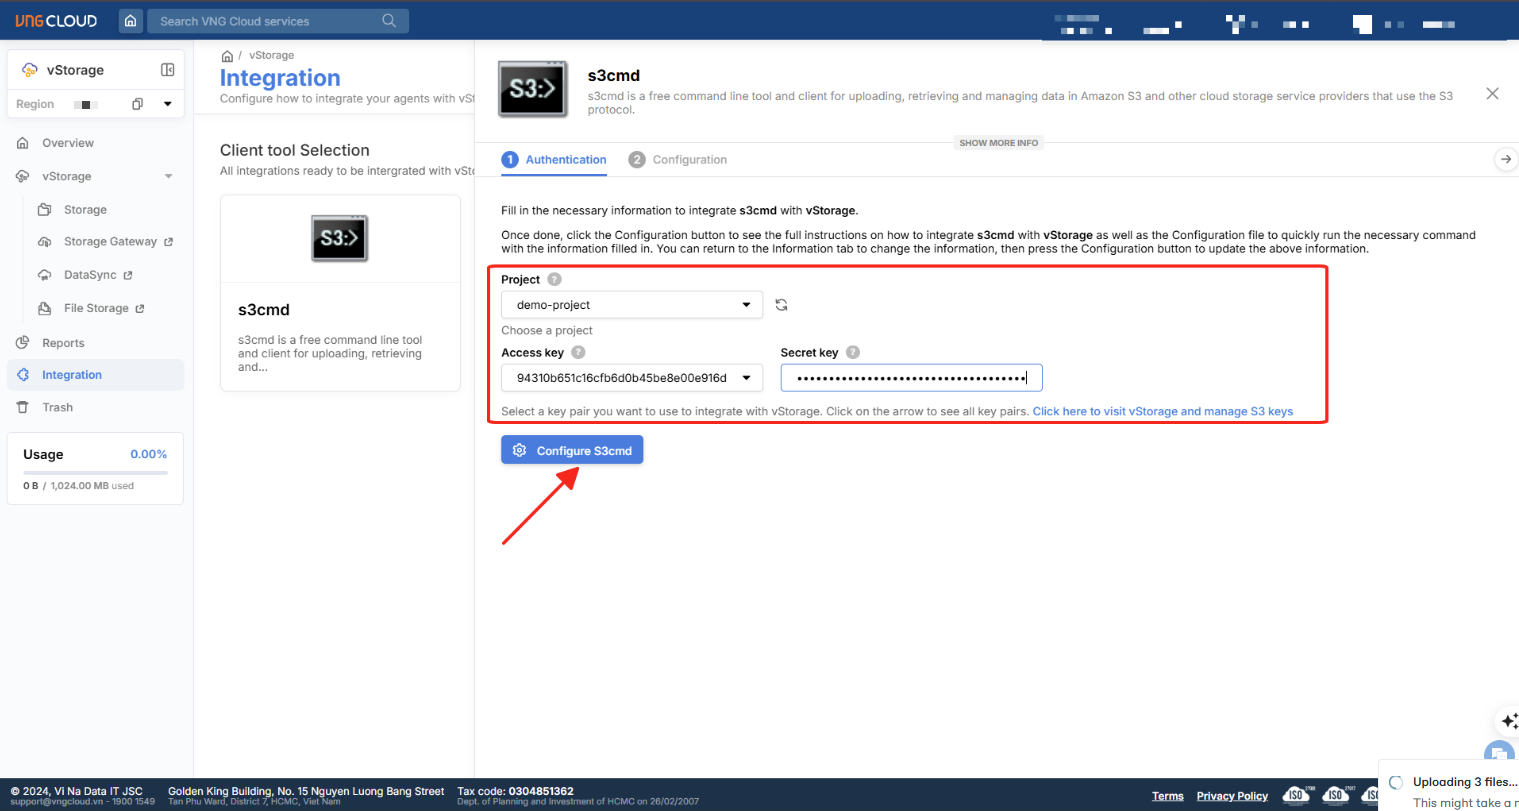 VNGCLOUD
Search VNG Cloud services
vStorage
Region
Overview
vStorage
Storage
Storage Gateway
DataSync
File Storage
Reports
Integration
Trash
Usage 0.00%
0 B / 1,024.00 MB used
/ vStorage
Integration
Configure how to integrate your agents with vSt
Client tool Selection
All integrations ready to be intergrated with vSto
S3:>
s3cmd
s3cmd is a free command line tool
and client for uploading, retrieving
and...
S3:>
s3cmd
s3cmd is a free command line tool and client for uploading, retrieving and managing data in Amazon S3 and other cloud storage service providers that use the S3
protocol.
SHOW MORE INFO
1 Authentication
2 Configuration
Fill in the necessary information to integrate s3cmd with vStorage.
Once done, click the Configuration button to see the full instructions on how to integrate s3cmd with vStorage as well as the Configuration file to quickly run the necessary command
with the information filled in. You can return to the Information tab to change the information, then press the Configuration button to update the above information.
Project ?
demo-project
Choose a project
Access key ? Secret key ?
94310b651c16cfb6d0b45be8e00e916d
Select a key pair you want to use to integrate with vStorage. Click on the arrow to see all key pairs. Click here to visit vStorage and manage S3 keys
Configure S3cmd
© 2024, Vi Na Data IT JSC
support@vngcloud.vn - 1900 1549
Golden King Building, No. 15 Nguyen Luong Bang Street
Tan Phu Ward, District 7, HCMC, Viet Nam
Tax code: 0304851362
Dept. of Planning and Investment of HCMC on 26/02/2007
Terms Privacy Policy ISO ISO ISO
Uploading 3 files...
This might take a